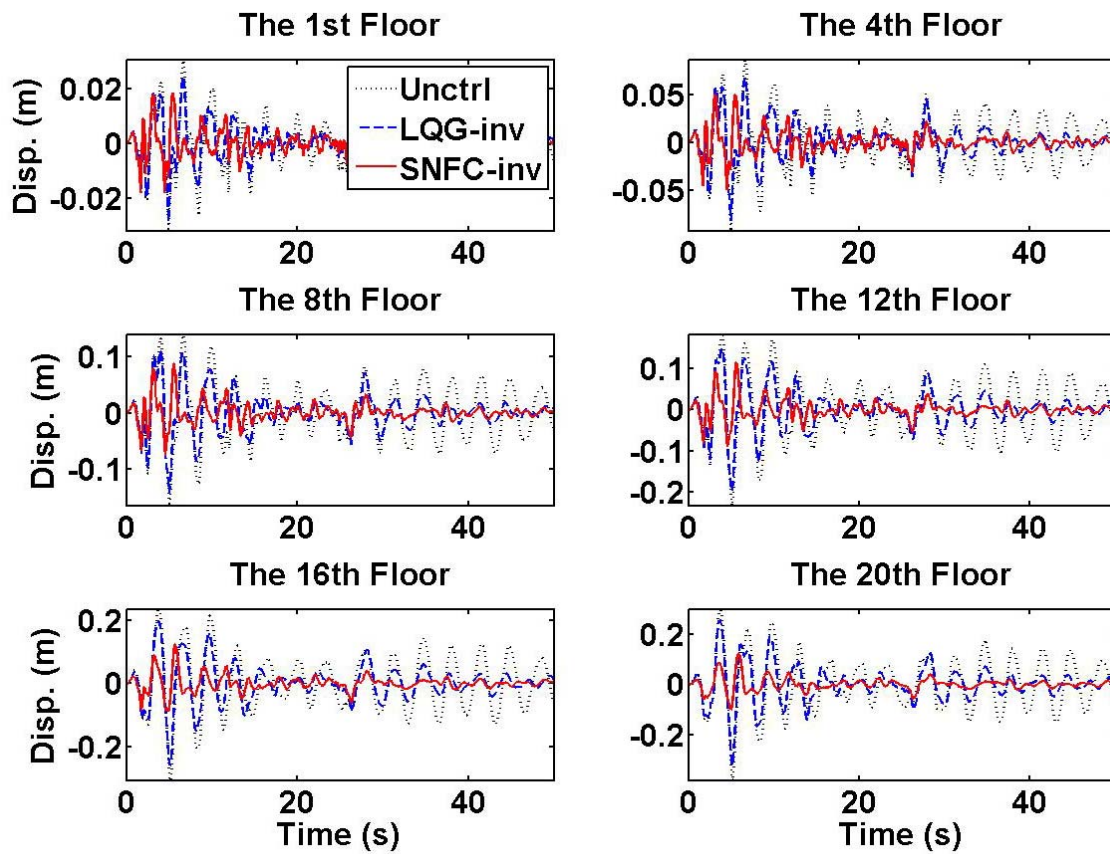 The 1st Floor
The 4th Floor
Disp. (m)
0.02
0
-0.02
0
20
40
Unctrl
LQG-inv
SNFC-inv
0.05
0
-0.05
0
20
40
The 8th Floor
The 12th Floor
Disp. (m)
0.1
0
-0.1
0
20
40
0.1
0
-0.1
-0.2
0
20
40
The 16th Floor
The 20th Floor
Disp. (m)
0.2
0
-0.2
0
20
40
Time (s)
0.2
0
-0.2
0
20
40
Time (s)